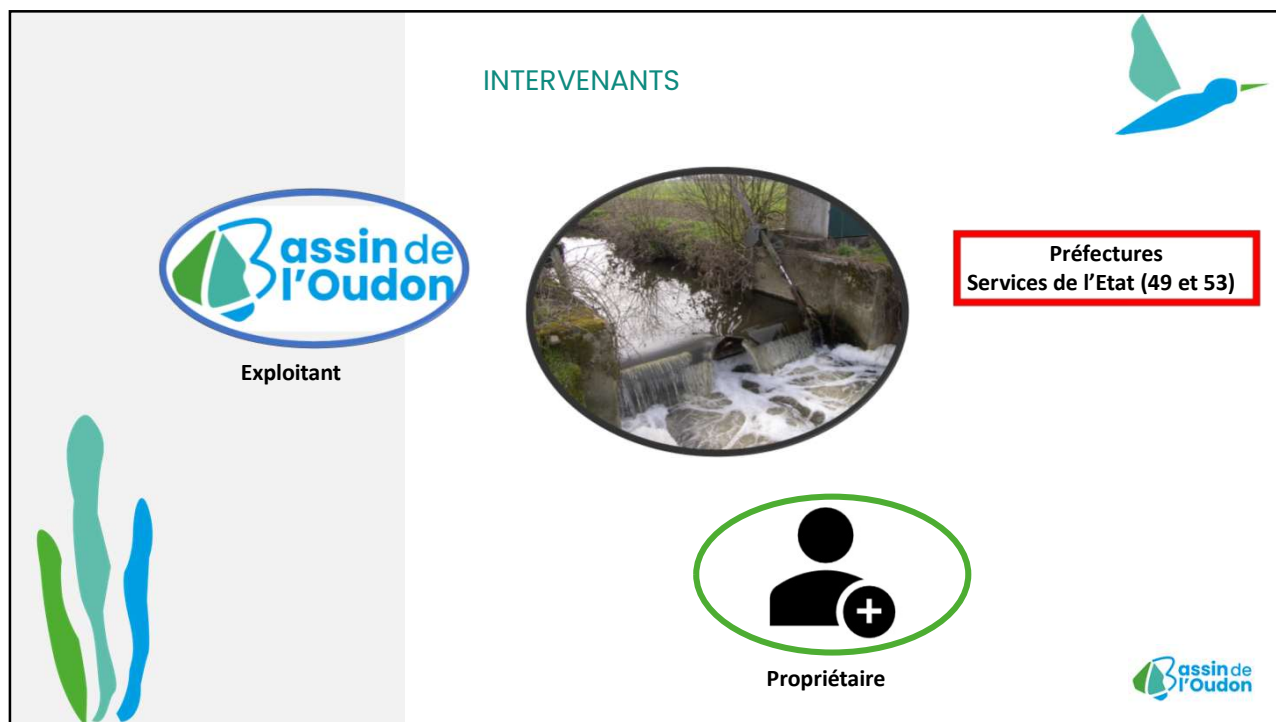 INTERVENANTS
Bassin de
l'Oudon
Exploitant
Préfectures
Services de l’Etat (49 et 53)
Propriétaire
Bassin de
l'Oudon